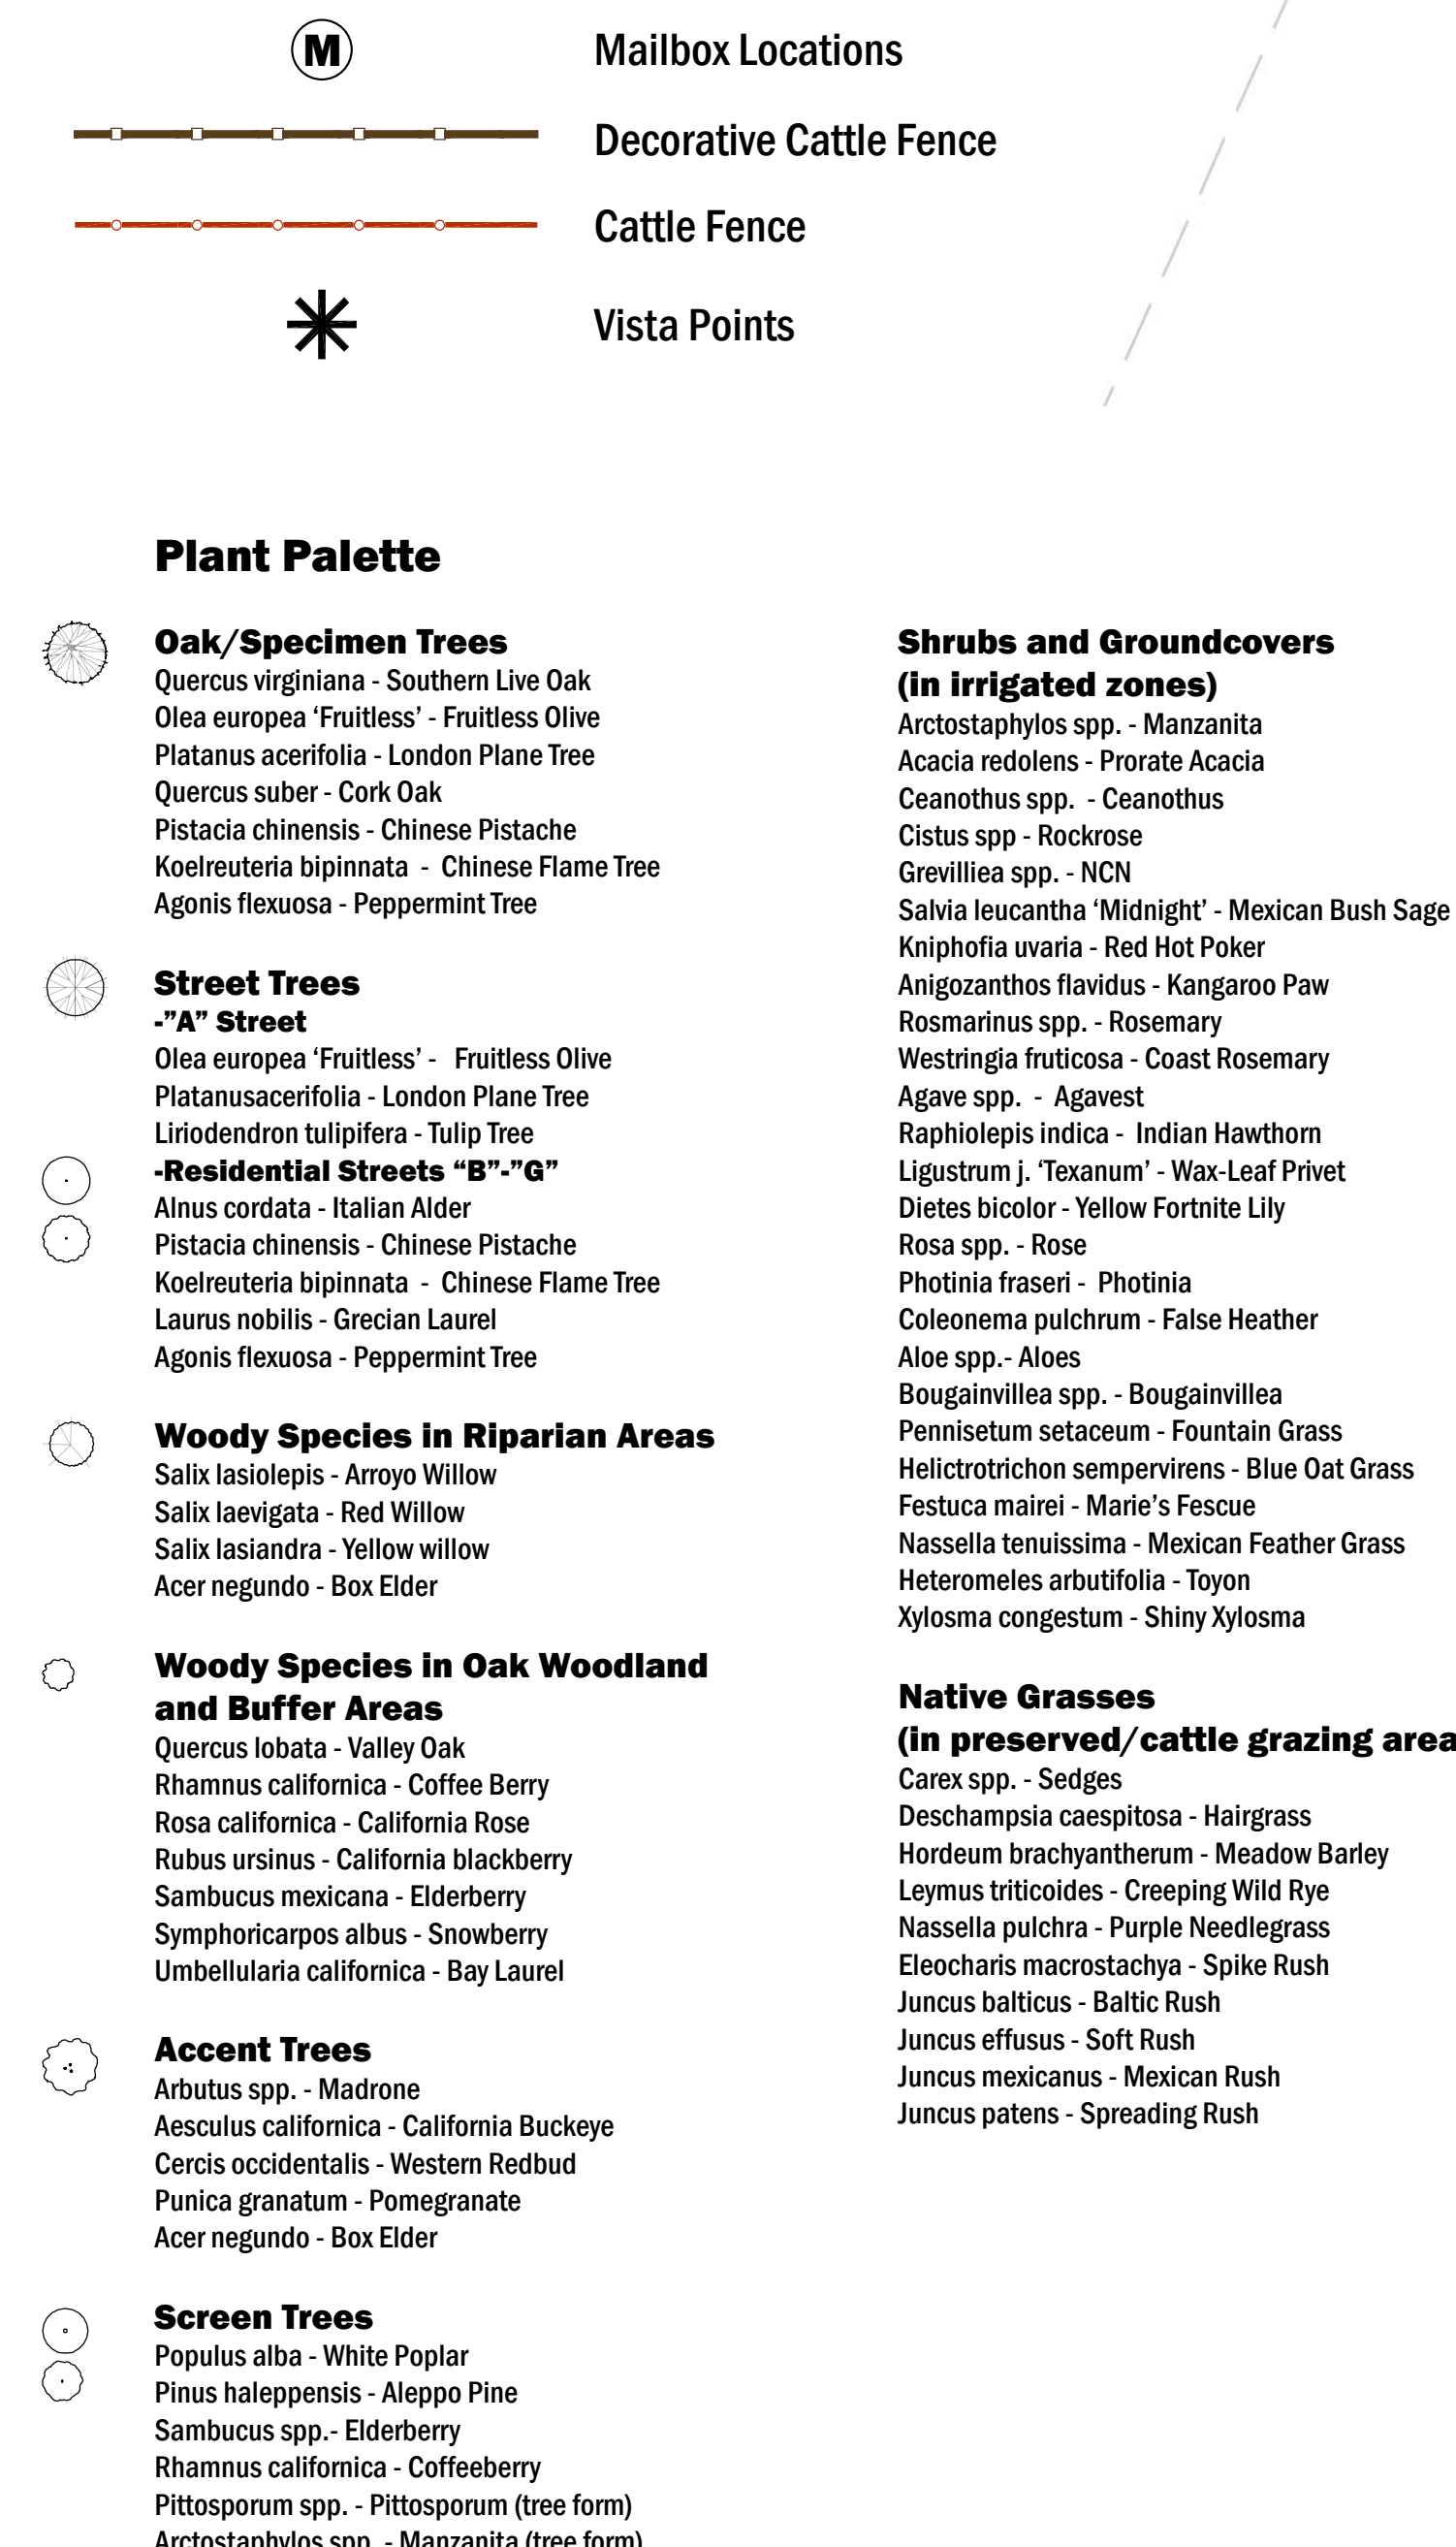 M
Mailbox Locations
Decorative Cattle Fence
Cattle Fence
Vista Points
Plant Palette
Oak/Specimen Trees
Quercus virginiana - Southern Live Oak
Olea europea ‘Fruitless’ - Fruitless Olive
Platanus acerifolia - London Plane Tree
Quercus suber - Cork Oak
Pistacia chinensis - Chinese Pistache
Koelreuteria bipinnata  -  Chinese Flame Tree
Agonis flexuosa - Peppermint Tree
Street Trees
-”A” Street
Olea europea ‘Fruitless’ -   Fruitless Olive
Platanusacerifolia - London Plane Tree
Liriodendron tulipifera - Tulip Tree
-Residential Streets “B”-”G”
Alnus cordata - Italian Alder
Pistacia chinensis - Chinese Pistache
Koelreuteria bipinnata  -  Chinese Flame Tree
Laurus nobilis - Grecian Laurel
Agonis flexuosa - Peppermint Tree
Woody Species in Riparian Areas
Salix lasiolepis - Arroyo Willow
Salix laevigata - Red Willow
Salix lasiandra - Yellow willow
Acer negundo - Box Elder
Woody Species in Oak Woodland
and Buffer Areas
Quercus lobata - Valley Oak
Rhamnus californica - Coffee Berry
Rosa californica - California Rose
Rubus ursinus - California blackberry
Sambucus mexicana - Elderberry
Symphoricarpos albus - Snowberry
Umbellularia californica - Bay Laurel
Accent Trees
Arbutus spp. - Madrone
Aesculus californica - California Buckeye
Cercis occidentalis - Western Redbud
Punica granatum - Pomegranate
Acer negundo - Box Elder
Screen Trees
Populus alba - White Poplar
Pinus haleppensis - Aleppo Pine
Sambucus spp.- Elderberry
Rhamnus californica - Coffeeberry
Pittosporum spp. - Pittosporum (tree form)
Arctostaphylos spp. - Manzanita (tree form)
Shrubs and Groundcovers
(in irrigated zones)
Arctostaphylos spp. - Manzanita
Acacia redolens - Prorate Acacia
Ceanothus spp.  - Ceanothus
Cistus spp - Rockrose
Grevilliea spp. - NCN
Salvia leucantha ‘Midnight’ - Mexican Bush Sage
Kniphofia uvaria - Red Hot Poker
Anigozanthos flavidus - Kangaroo Paw
Rosmarinus spp. - Rosemary
Westringia fruticosa - Coast Rosemary
Agave spp.  -  Agavest
Raphiolepis indica -  Indian Hawthorn
Ligustrum j. ‘Texanum’ - Wax-Leaf Privet
Dietes bicolor - Yellow Fortnite Lily
Rosa spp. - Rose
Photinia fraseri -  Photinia
Coleonema pulchrum - False Heather
Aloe spp.- Aloes
Bougainvillea spp. - Bougainvillea
Pennisetum setaceum - Fountain Grass
Helictrotrichon sempervirens - Blue Oat Grass
Festuca mairei - Marie’s Fescue
Nassella tenuissima - Mexican Feather Grass
Heteromeles arbutifolia - Toyon
Xylosma congestum - Shiny Xylosma
Native Grasses
(in preserved/cattle grazing area
Carex spp. - Sedges
Deschampsia caespitosa - Hairgrass
Hordeum brachyantherum - Meadow Barley
Leymus triticoides - Creeping Wild Rye
Nassella pulchra - Purple Needlegrass
Eleocharis macrostachya - Spike Rush
Juncus balticus - Baltic Rush
Juncus effusus - Soft Rush
Juncus mexicanus - Mexican Rush
Juncus patens - Spreading Rush